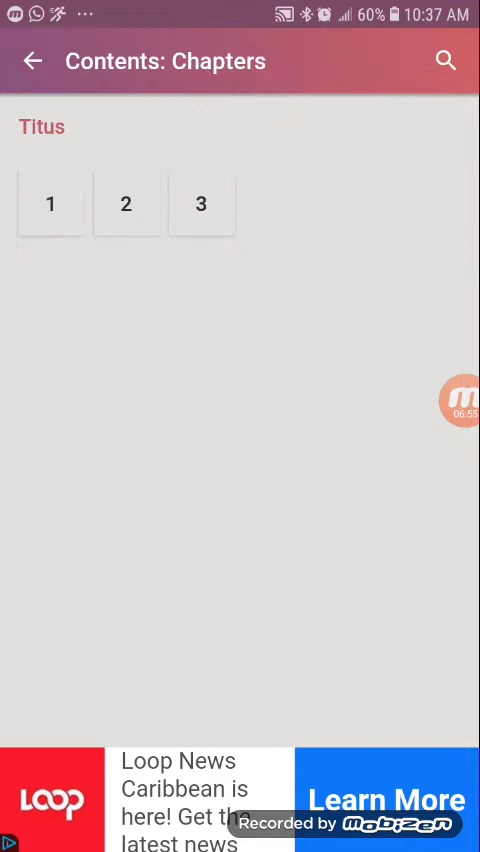 60% 10:37 AM
Contents: Chapters
Titus
1 2 3
06:55
LOOP
Loop News
Caribbean is
here! Get the
latest news
Learn More
Recorded by mobizen